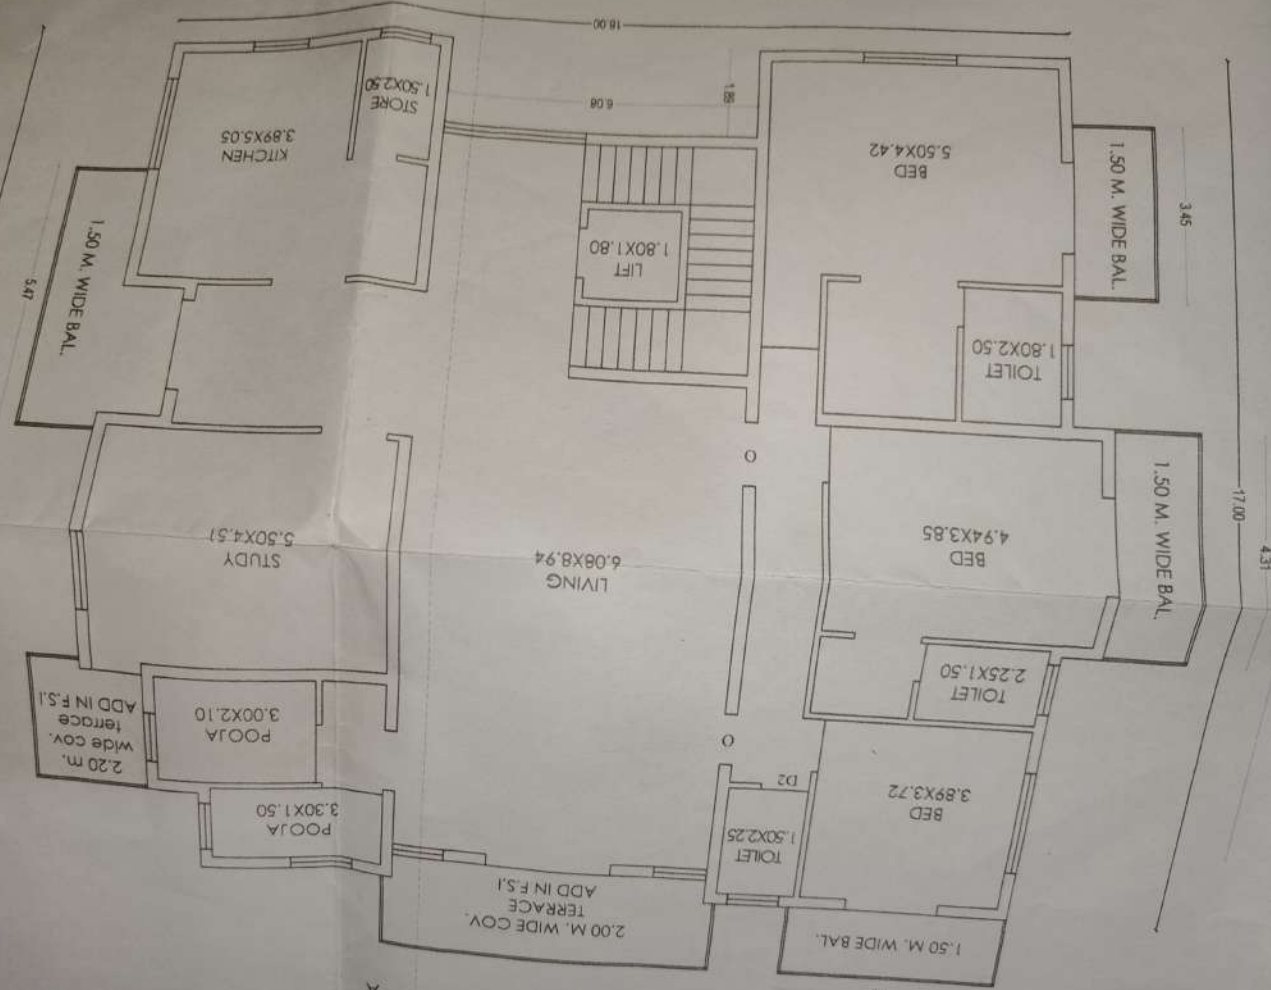 1.50 M. WIDE BAL.
2.00 M. WIDE COV.
TERRACE
ADD IN F.S.I
TOILET
1.50X2.25
D2
O
BED
3.89X3.72
POOJA
3.30X1.50
POOJA
3.00X2.10
2.20 m.
wide cov.
terrace
ADD IN F.S.I
TOILET
2.25X1.50
LIVING
6.08X8.94
STUDY
5.50X4.51
BED
4.94X3.85
1.50 M. WIDE BAL.
4.31
17.00
O
TOILET
1.80X2.50
LIFT
1.80X1.80
1.50 M. WIDE BAL.
5.47
BED
5.50X4.42
1.50 M. WIDE BAL.
3.45
KITCHEN
3.89X5.05
STORE
1.50X2.50
6.08
18.00